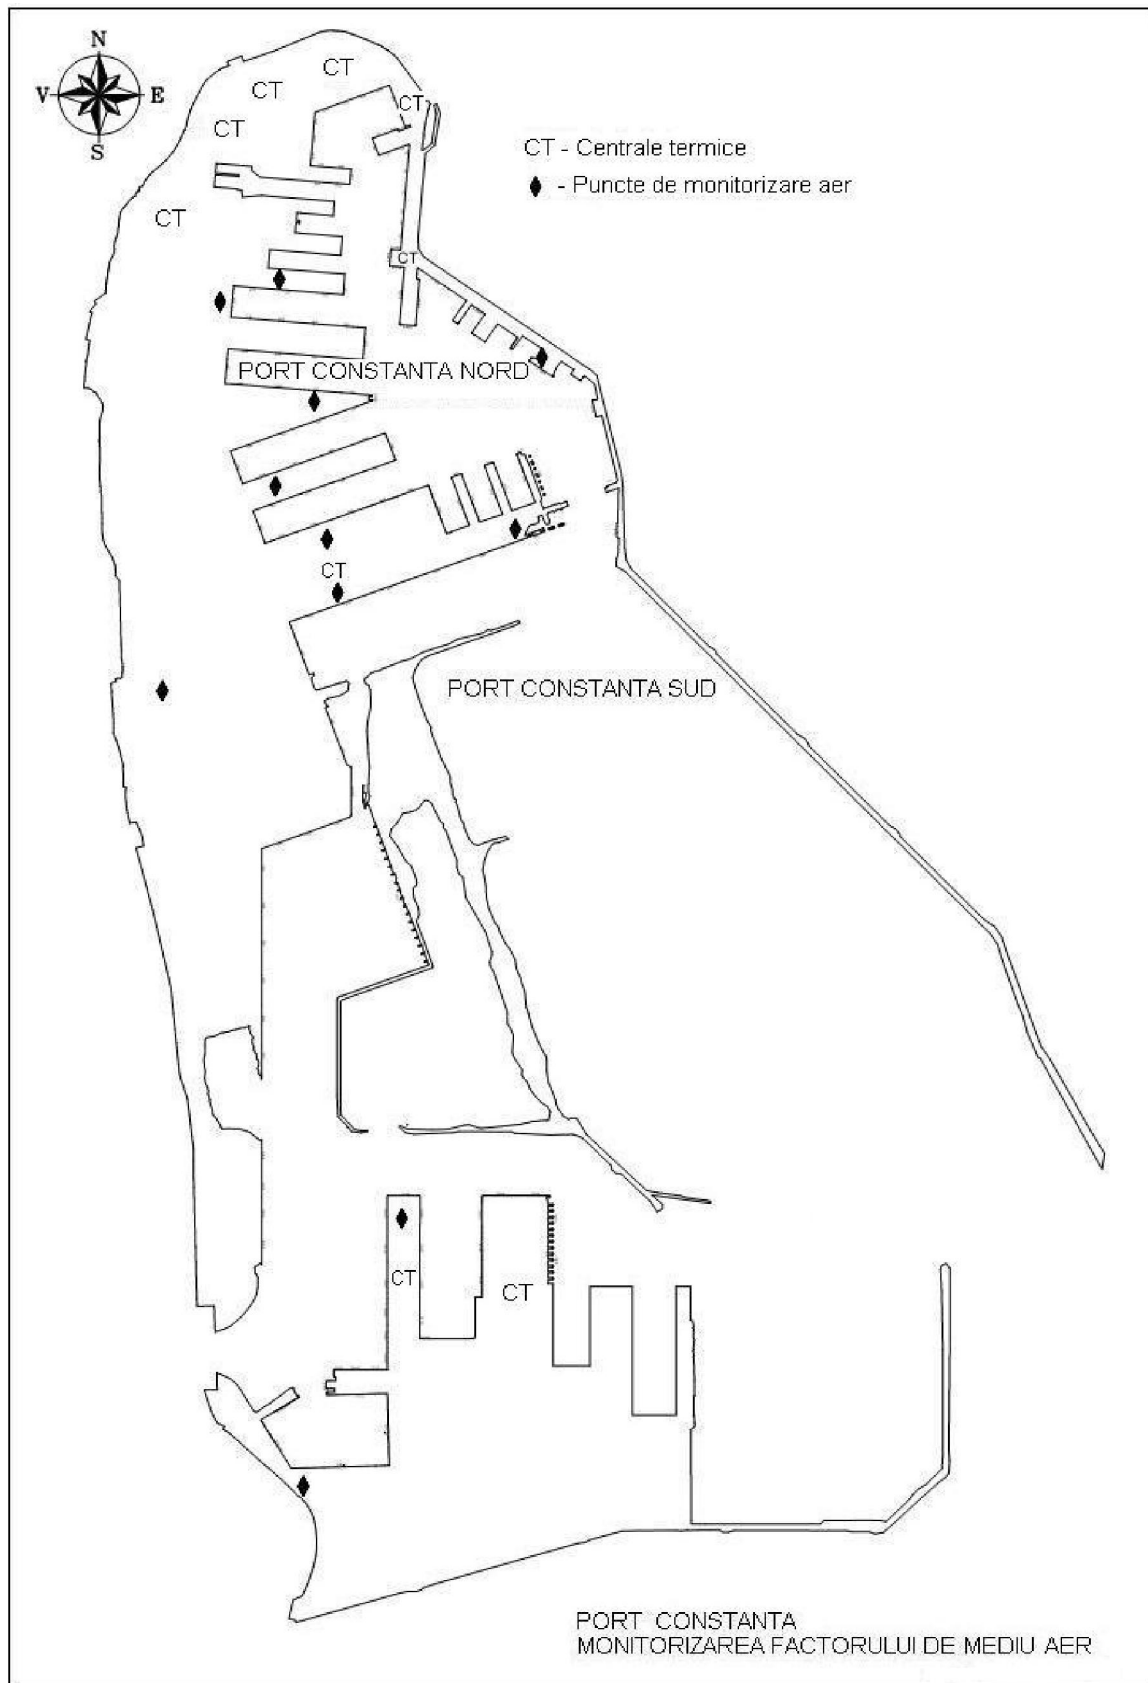 N
V E
S
CT
CT
CT
CT
CT
CT - Centrale termice
- Puncte de monitorizare aer
CT
PORT CONSTANTA NORD
CT
PORT CONSTANTA SUD
CT
CT
PORT CONSTANTA
MONITORIZAREA FACTORULUI DE MEDIU AER